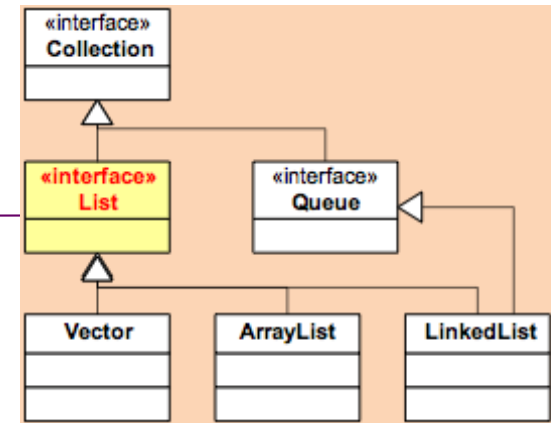 «interface»
Collection
«interface»
List
«interface»
Queue
Vector
ArrayList
LinkedList